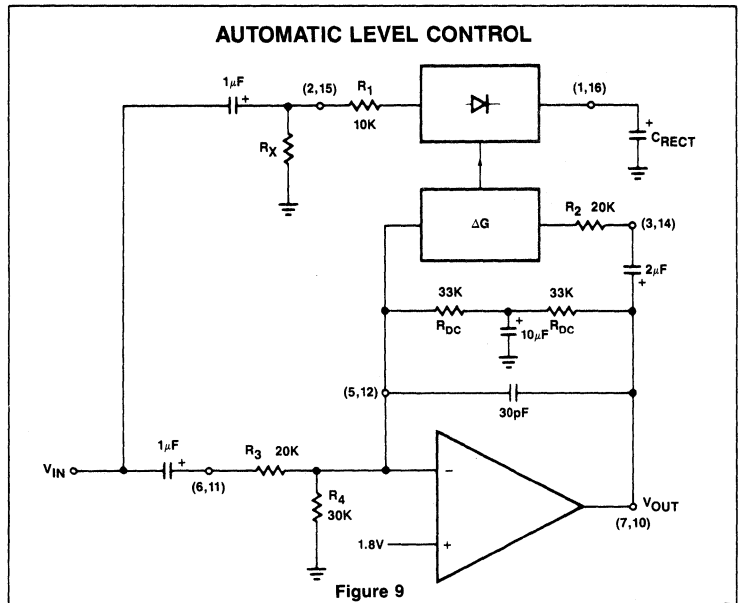 AUTOMATIC LEVEL CONTROL
1μF
+
(2,15)
R1
10K
RX
(1,16)
+
CRECT
ΔG
R2 20K
(3,14)
2μF
+
33K
RDC
33K
RDC
+
10μF
(5,12)
30pF
VIN
1μF
+
(6,11)
R3 20K
R4
30K
−
1.8V
+
VOUT
(7,10)
Figure 9